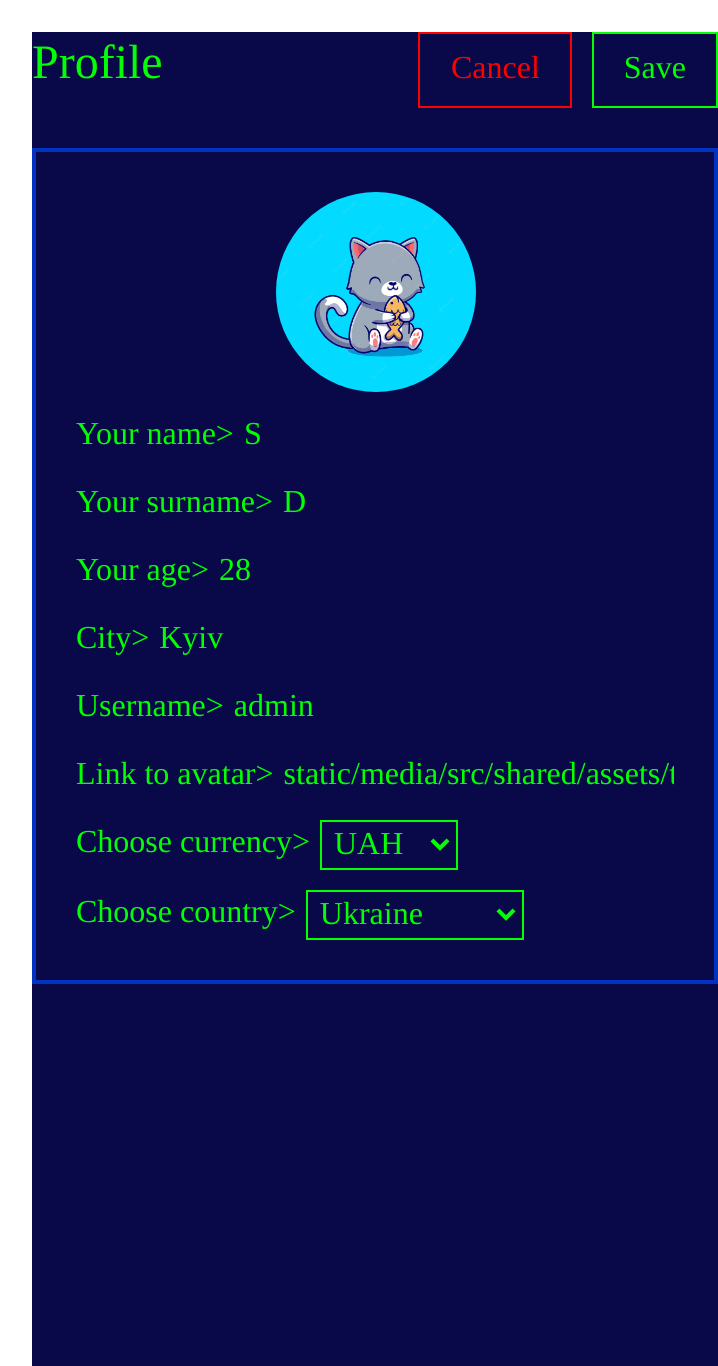 Profile
Cancel
Save
Your name> S
Your surname> D
Your age> 28
City> Kyiv
Username> admin
Link to avatar> static/media/src/shared/assets/t
Choose currency> UAH
Choose country> Ukraine